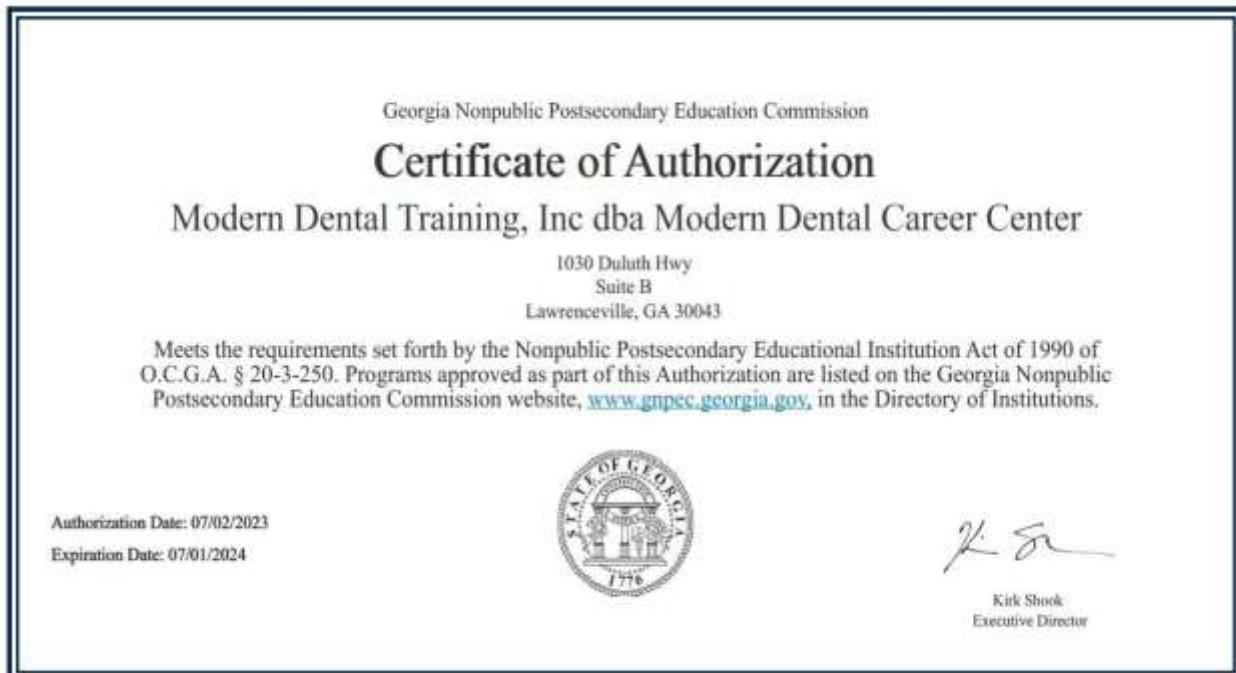 Georgia Nonpublic Postsecondary Education Commission
Certificate of Authorization
Modern Dental Training, Inc dba Modern Dental Career Center
1030 Duluth Hwy
Suite B
Lawrenceville, GA 30043
Meets the requirements set forth by the Nonpublic Postsecondary Educational Institution Act of 1990 of
O.C.G.A. § 20-3-250. Programs approved as part of this Authorization are listed on the Georgia Nonpublic
Postsecondary Education Commission website, www.gnpec.georgia.gov, in the Directory of Institutions.
Authorization Date: 07/02/2023
Expiration Date: 07/01/2024
STATE OF GEORGIA
1776
Kirk Shook
Executive Director